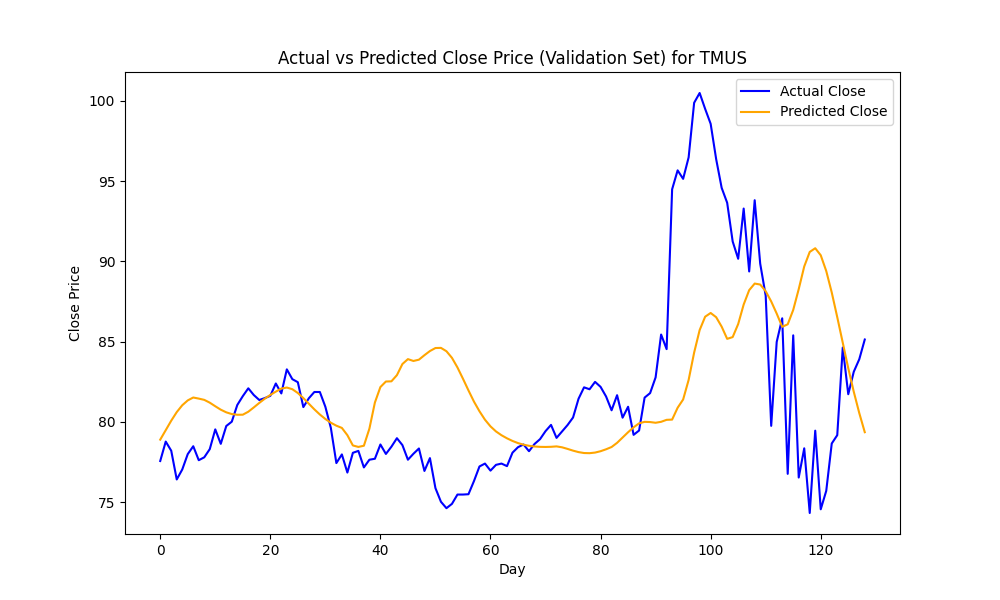 Actual vs Predicted Close Price (Validation Set) for TMUS
Actual Close
Predicted Close
100
95
90
85
80
75
Close Price
0 20 40 60 80 100 120
Day